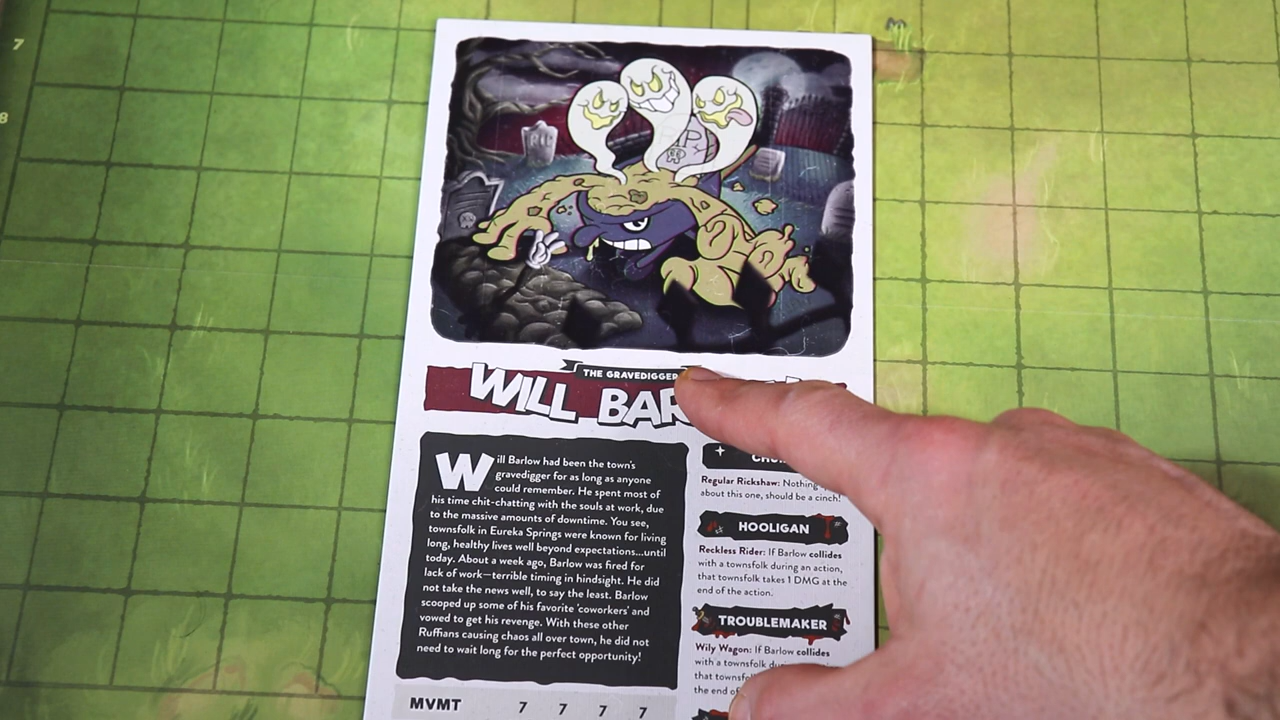 7
8
RIP
THE GRAVEDIGGER
WILL
Will Barlow had been the town's
gravedigger for as long as anyone
could remember. He spent most of
his time chit-chatting with the souls at work, due
to the massive amounts of downtime. You see,
townsfolk in Eureka Springs were known for living
long, healthy lives well beyond expectations...until
today. About a week ago, Barlow was fired for
lack of work—terrible timing in hindsight. He did
not take the news well, to say the least. Barlow
scooped up some of his favorite 'coworkers' and
vowed to get his revenge. With these other
Ruffians causing chaos all over town, he did not
need to wait long for the perfect opportunity!
MVMT 7 7 7 7
Regular Rickshaw: Nothing
about this one, should be a cinch!
HOOLIGAN
Reckless Rider: If Barlow collides
with a townsfolk during an action,
that townsfolk takes 1 DMG at the
end of the action.
TROUBLEMAKER
Wily Wagon: If Barlow collides
with a townsfolk
that
the end of